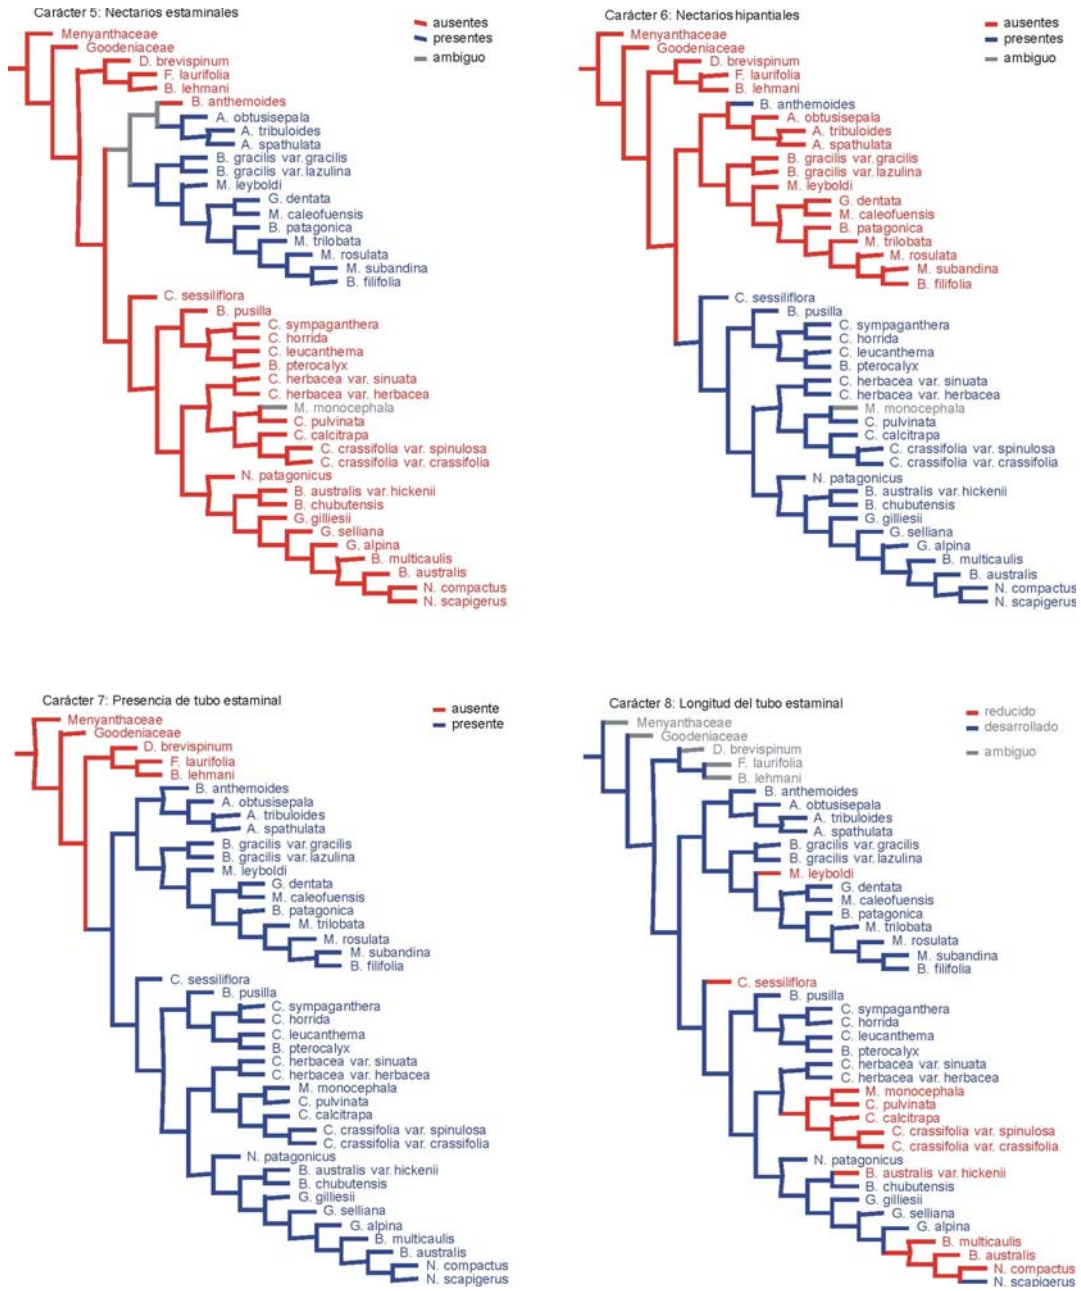 Carácter 5: Nectarios estaminales
ausentes
presentes
ambiguo
Menyanthaceae
Goodeniaceae
D. brevispinum
F. laurifolia
B. lehmani
B. anthemoides
A. obtusisepala
A. tribuloides
A. spathulata
B. gracilis var. gracilis
B. gracilis var. lazulina
M. leyboldi
G. dentata
M. caleofuensis
B. patagonica
M. trilobata
M. rosulata
M. subandina
B. filifolia
C. sessiliflora
B. pusilla
C. sympaganthera
C. horrida
C. leucanthema
B. pterocalyx
C. herbacea var. sinuata
C. herbacea var. herbacea
M. monocephala
C. pulvinata
C. calcitrapa
C. crassifolia var. spinulosa
C. crassifolia var. crassifolia
N. patagonicus
B. australis var. hickenii
B. chubutensis
G. gilliesii
G. selliana
G. alpina
B. multicaulis
B. australis
N. compactus
N. scapigerus
Carácter 6: Nectarios hipantiales
ausentes
presentes
ambiguo
Menyanthaceae
Goodeniaceae
D. brevispinum
F. laurifolia
B. lehmani
B. anthemoides
A. obtusisepala
A. tribuloides
A. spathulata
B. gracilis var. gracilis
B. gracilis var. lazulina
M. leyboldi
G. dentata
M. caleofuensis
B. patagonica
M. trilobata
M. rosulata
M. subandina
B. filifolia
C. sessiliflora
B. pusilla
C. sympaganthera
C. horrida
C. leucanthema
B. pterocalyx
C. herbacea var. sinuata
C. herbacea var. herbacea
M. monocephala
C. pulvinata
C. calcitrapa
C. crassifolia var. spinulosa
C. crassifolia var. crassifolia
N. patagonicus
B. australis var. hickenii
B. chubutensis
G. gilliesii
G. selliana
G. alpina
B. multicaulis
B. australis
N. compactus
N. scapigerus
Carácter 7: Presencia de tubo estaminal
ausente
presente
Menyanthaceae
Goodeniaceae
D. brevispinum
F. laurifolia
B. lehmani
B. anthemoides
A. obtusisepala
A. tribuloides
A. spathulata
B. gracilis var. gracilis
B. gracilis var. lazulina
M. leyboldi
G. dentata
M. caleofuensis
B. patagonica
M. trilobata
M. rosulata
M. subandina
B. filifolia
C. sessiliflora
B. pusilla
C. sympaganthera
C. horrida
C. leucanthema
B. pterocalyx
C. herbacea var. sinuata
C. herbacea var. herbacea
M. monocephala
C. pulvinata
C. calcitrapa
C. crassifolia var. spinulosa
C. crassifolia var. crassifolia
N. patagonicus
B. australis var. hickenii
B. chubutensis
G. gilliesii
G. selliana
G. alpina
B. multicaulis
B. australis
N. compactus
N. scapigerus
Carácter 8: Longitud del tubo estaminal
reducido
desarrollado
ambiguo
Menyanthaceae
Goodeniaceae
D. brevispinum
F. laurifolia
B. lehmani
B. anthemoides
A. obtusisepala
A. tribuloides
A. spathulata
B. gracilis var. gracilis
B. gracilis var. lazulina
M. leyboldi
G. dentata
M. caleofuensis
B. patagonica
M. trilobata
M. rosulata
M. subandina
B. filifolia
C. sessiliflora
B. pusilla
C. sympaganthera
C. horrida
C. leucanthema
B. pterocalyx
C. herbacea var. sinuata
C. herbacea var. herbacea
M. monocephala
C. pulvinata
C. calcitrapa
C. crassifolia var. spinulosa
C. crassifolia var. crassifolia
N. patagonicus
B. australis var. hickenii
B. chubutensis
G. gilliesii
G. selliana
G. alpina
B. multicaulis
B. australis
N. compactus
N. scapigerus